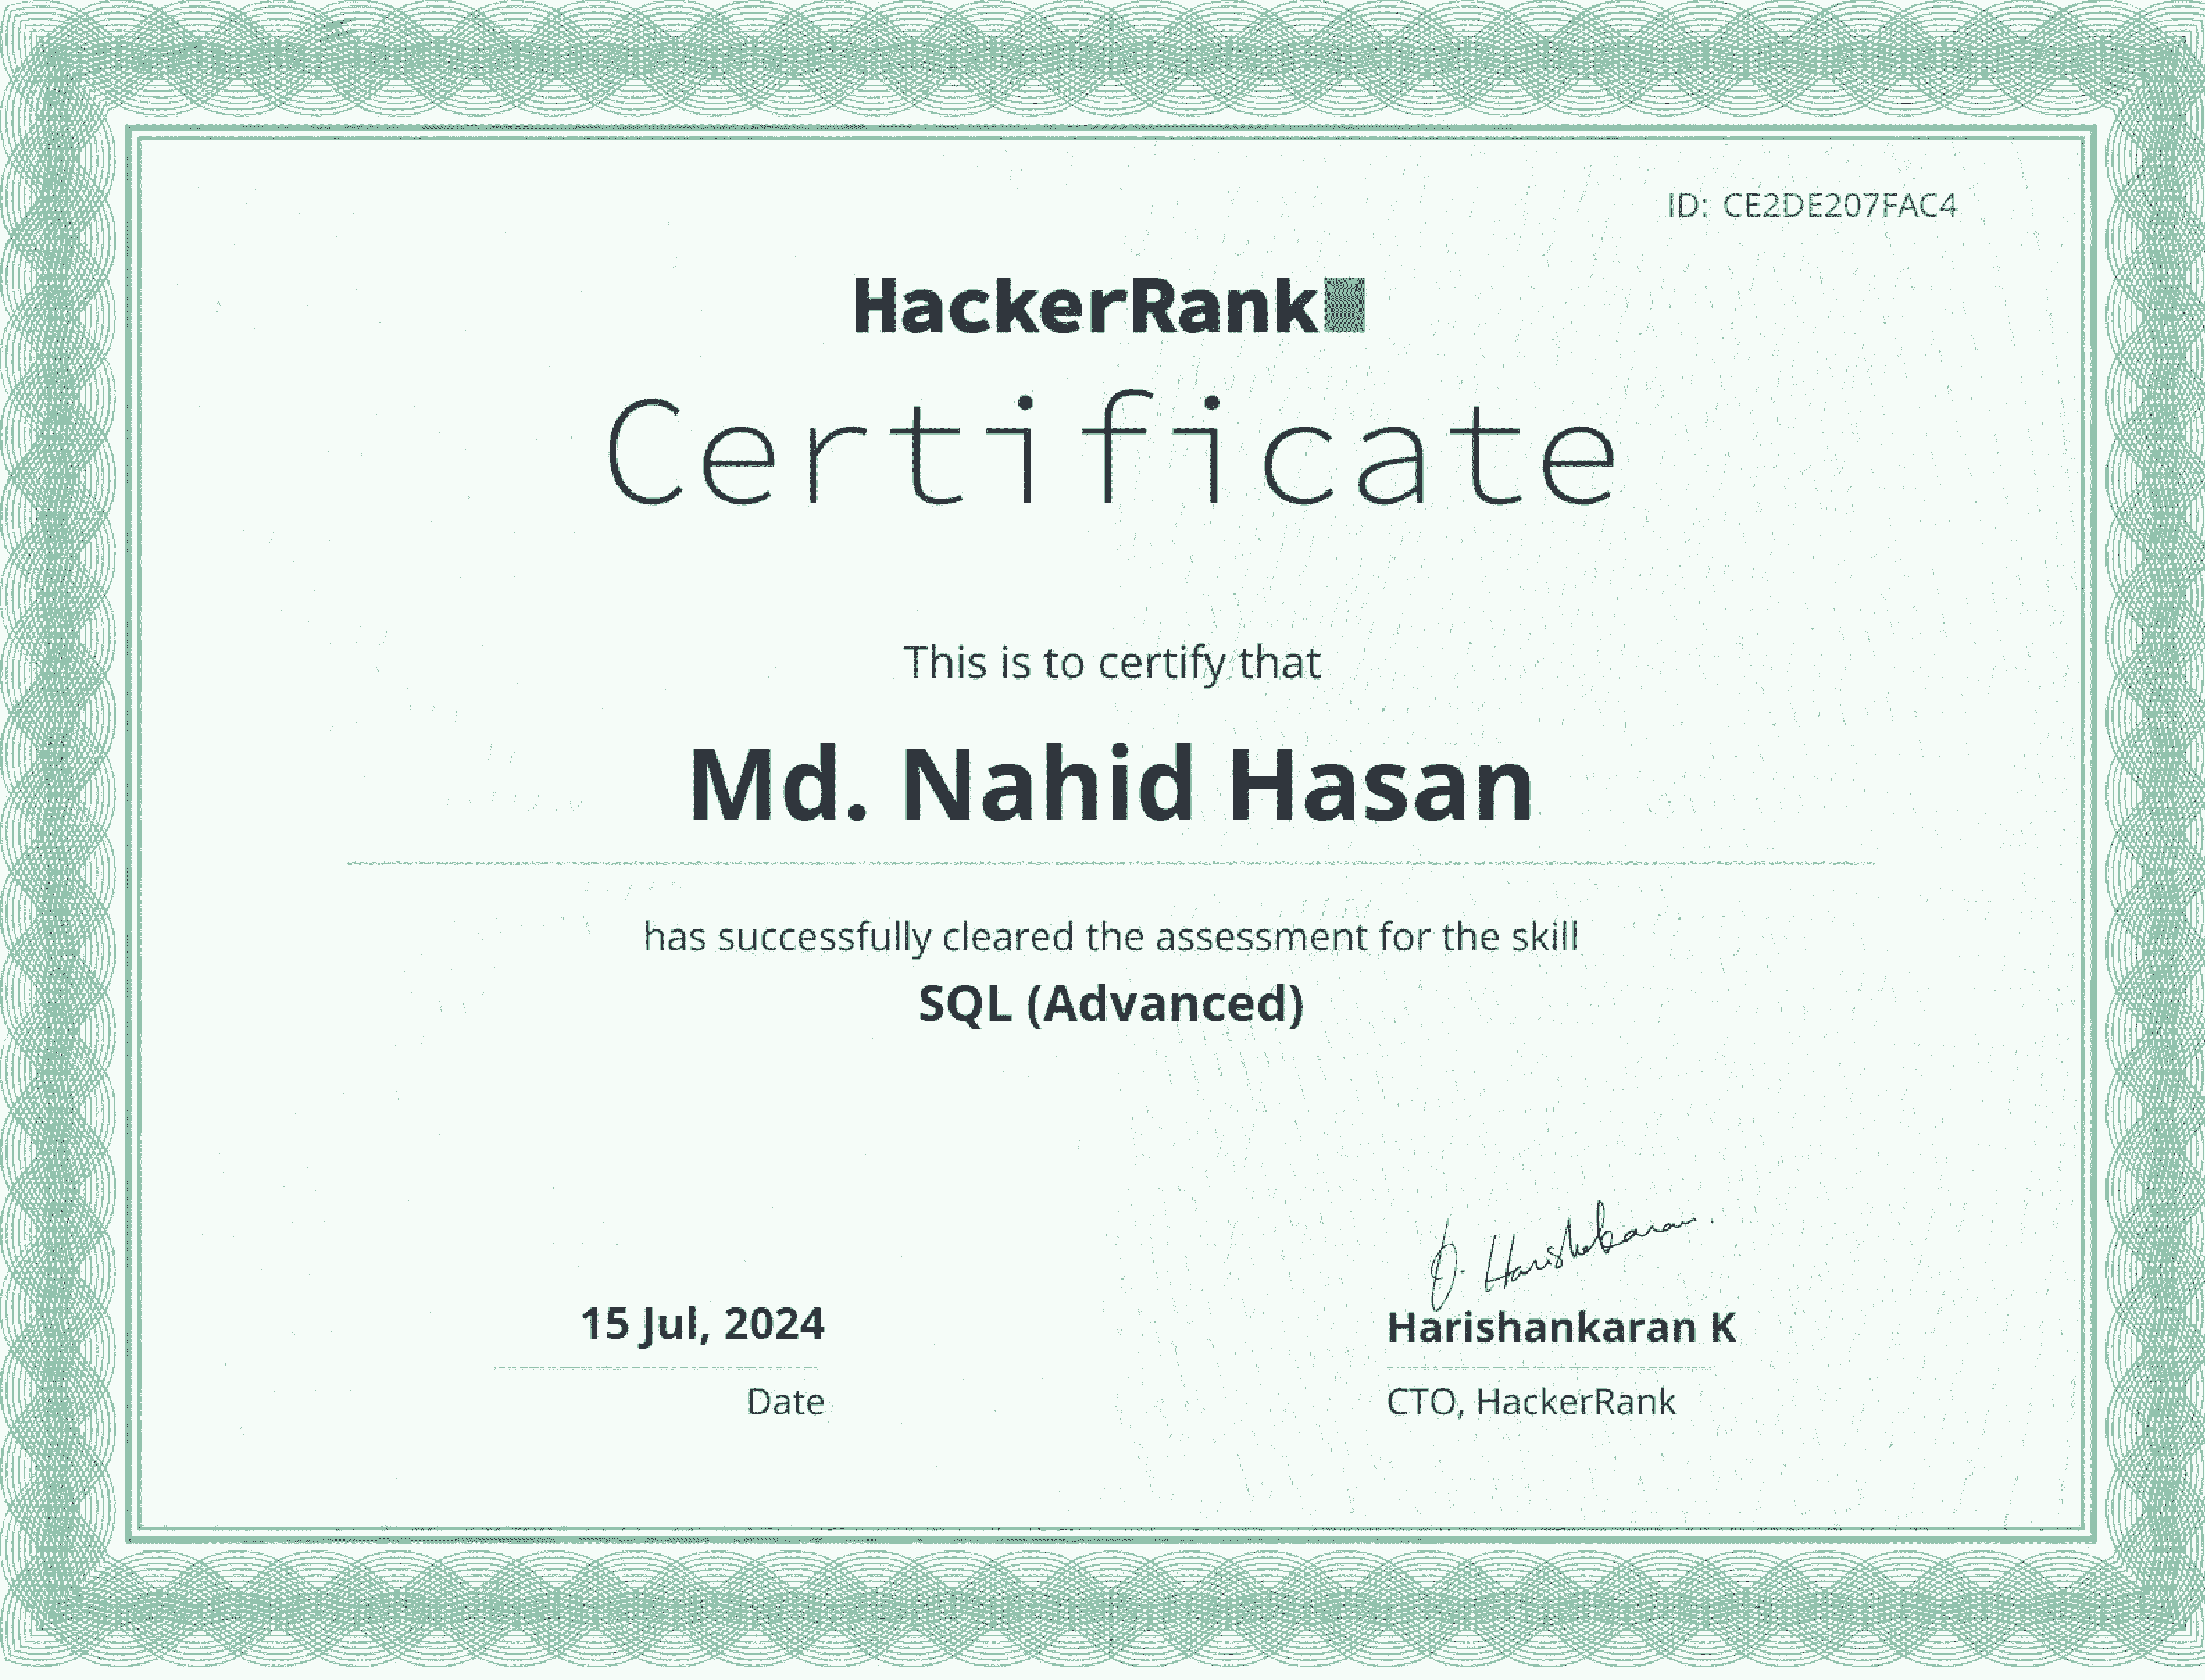 ID: CE2DE207FAC4
HackerRank
Certificate
This is to certify that
Md. Nahid Hasan
has successfully cleared the assessment for the skill
SQL (Advanced)
15 Jul, 2024
Date
Harishankaran K
CTO, HackerRank